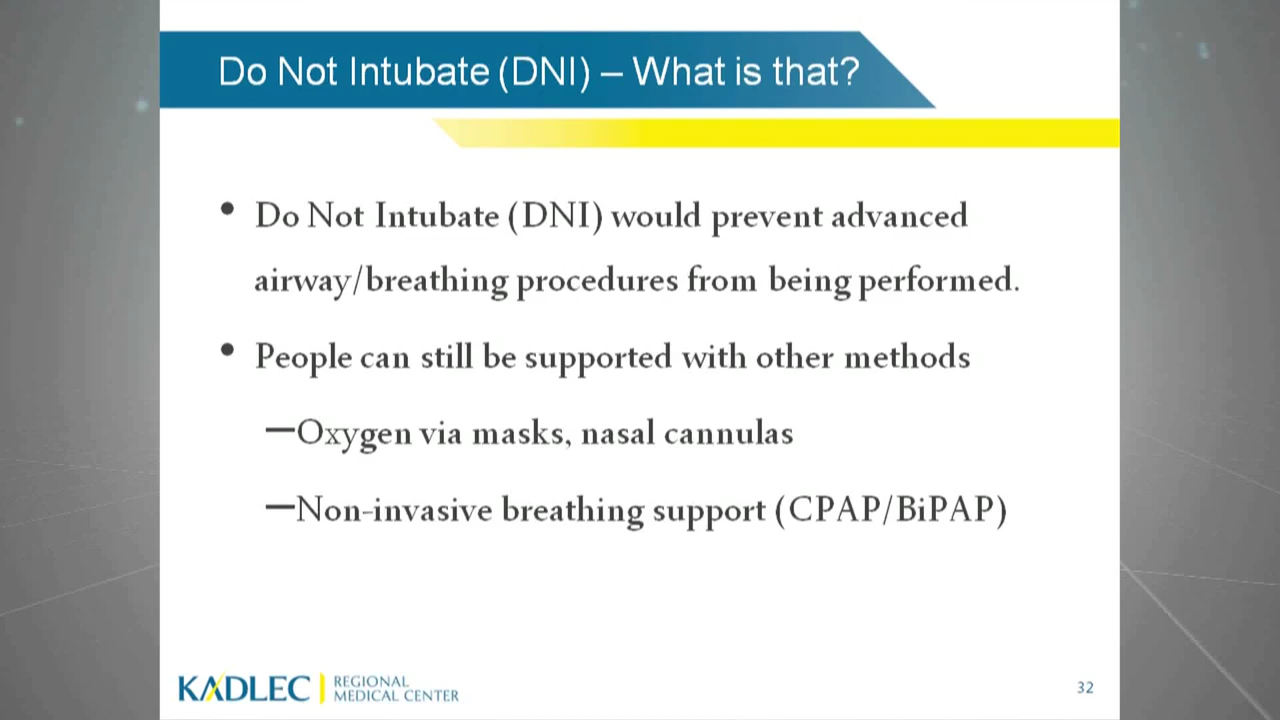 Do Not Intubate (DNI) – What is that?
• Do Not Intubate (DNI) would prevent advanced
airway/breathing procedures from being performed.
• People can still be supported with other methods
—Oxygen via masks, nasal cannulas
—Non-invasive breathing support (CPAP/BiPAP)
KADLEC
REGIONAL
MEDICAL CENTER
32